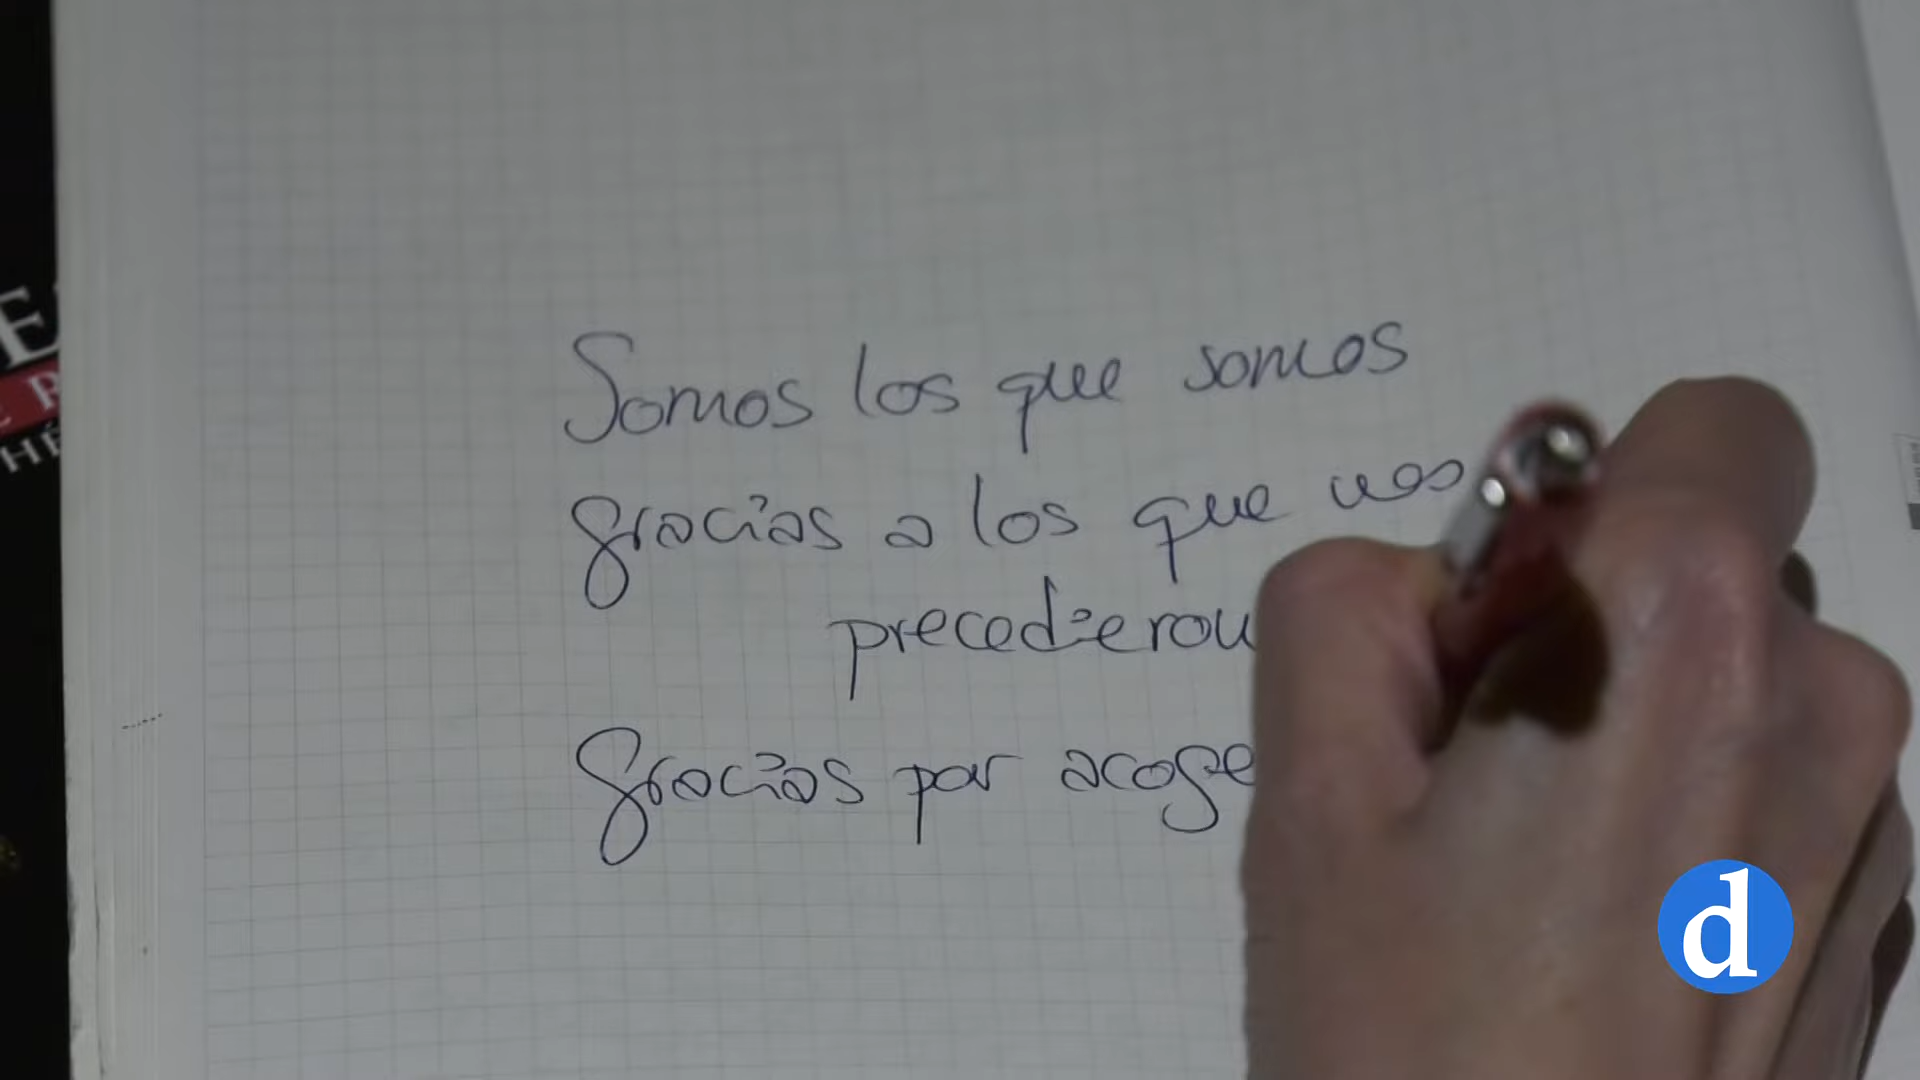 Somos los que somos
gracias a los que nos
precedieron
Gracias por acoge
d